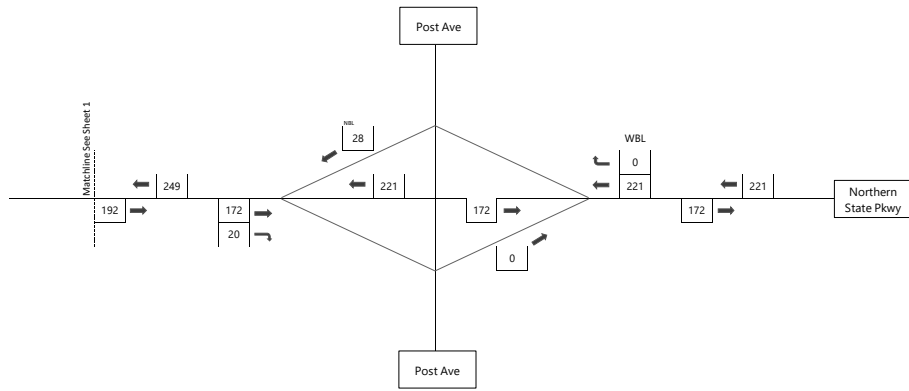 Post Ave
Matchline See Sheet 1
NBL
28
WBL
0
249
221
221
221
192
172
172
172
20
0
Northern
State Pkwy
Post Ave